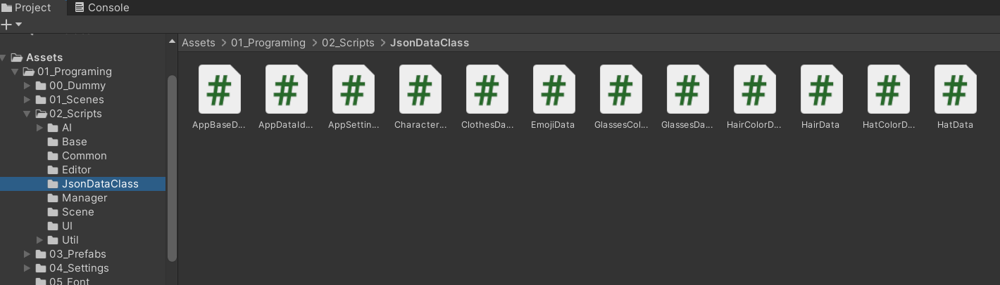 Project
Console
Assets
01_Programing
00_Dummy
01_Scenes
02_Scripts
AI
Base
Common
Editor
JsonDataClass
Manager
Scene
UI
Util
03_Prefabs
04_Settings
05_Font
Assets > 01_Programing > 02_Scripts > JsonDataClass
AppBaseD...
AppDataId...
AppSettin...
Character...
ClothesDa...
EmojiData
GlassesCol...
GlassesDa...
HairColorD...
HairData
HatColorD...
HatData